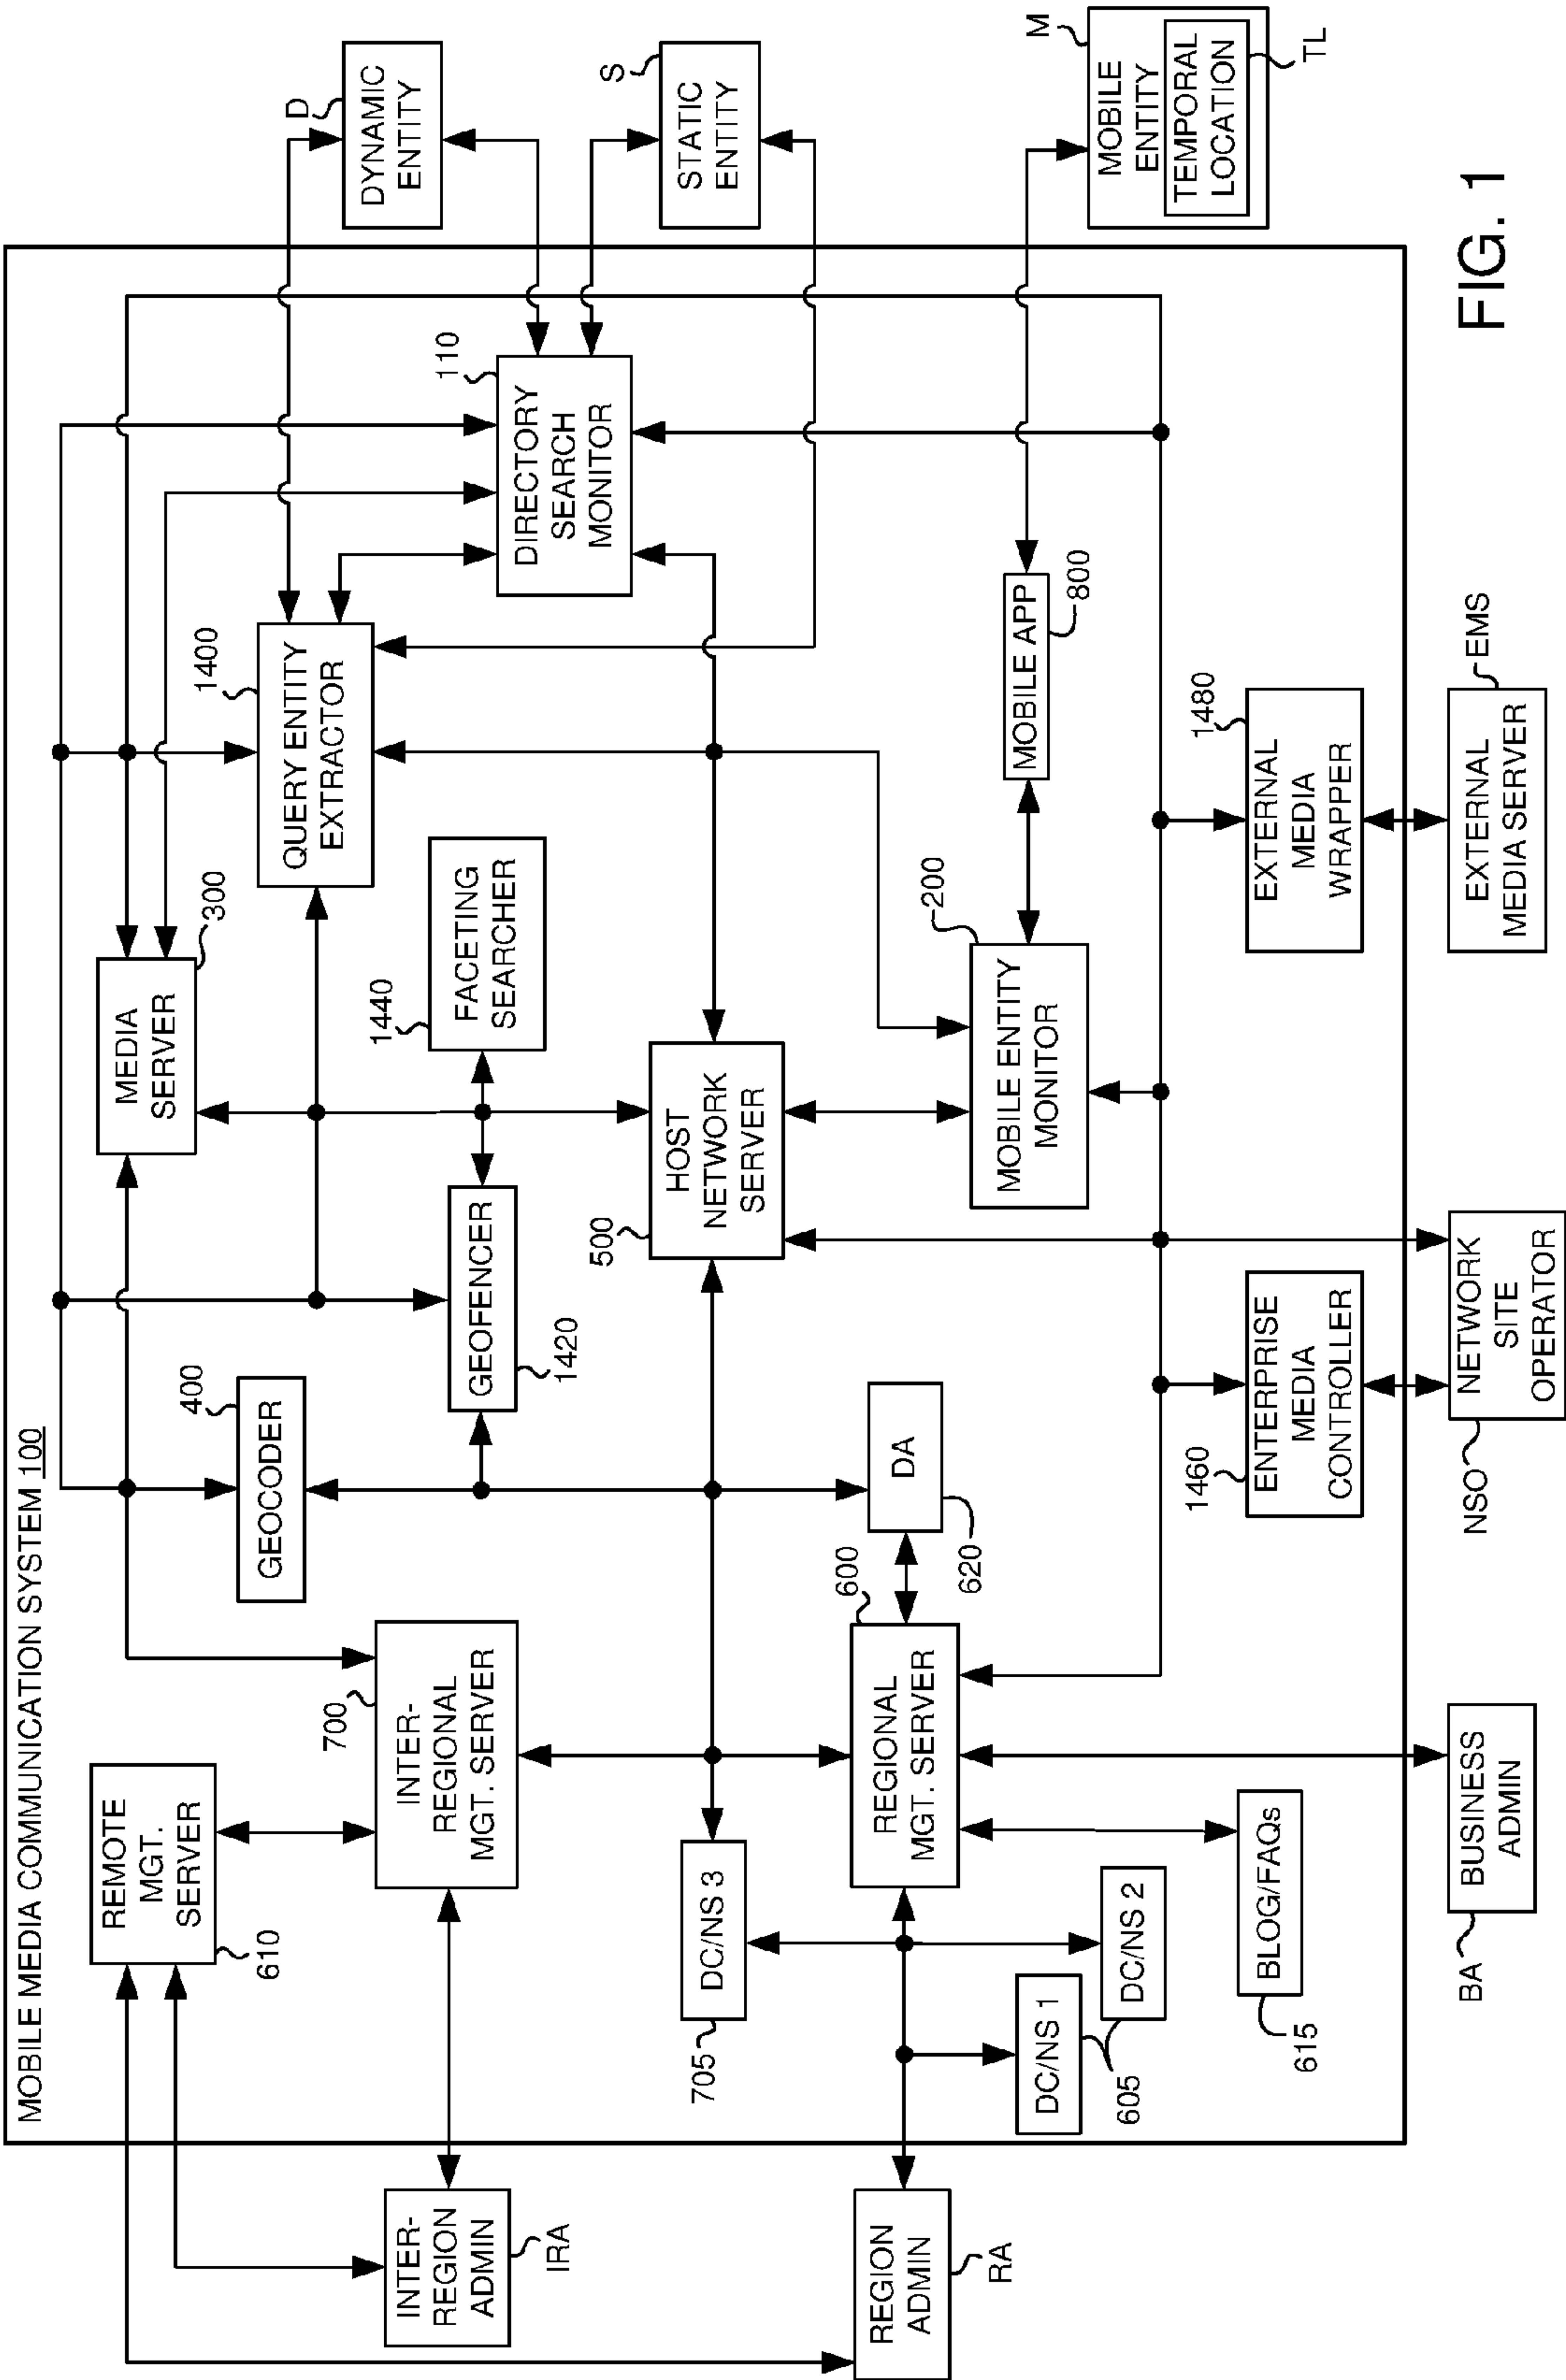 MOBILE MEDIA COMMUNICATION SYSTEM 100
REMOTE
MGT.
SERVER
610
INTER-
REGION
ADMIN
IRA
REGION
ADMIN
RA
700
INTER-
REGIONAL
MGT. SERVER
400
GEOCODER
MEDIA
SERVER
300
1400
QUERY ENTITY
EXTRACTOR
110
DIRECTORY
SEARCH
MONITOR
D
DYNAMIC
ENTITY
S
STATIC
ENTITY
M
MOBILE
ENTITY
TEMPORAL
LOCATION
TL
GEOFENCER
1420
1440
FACETING
SEARCHER
500
HOST
NETWORK
SERVER
DC/NS 3
705
DC/NS 1
DC/NS 2
605
600
REGIONAL
MGT. SERVER
DA
620
BLOG/FAQs
615
200
MOBILE ENTITY
MONITOR
MOBILE APP
800
1460
ENTERPRISE
MEDIA
CONTROLLER
1480
EXTERNAL
MEDIA
WRAPPER
BA
BUSINESS
ADMIN
NSO
NETWORK
SITE
OPERATOR
EXTERNAL
MEDIA SERVER
EMS
FIG. 1